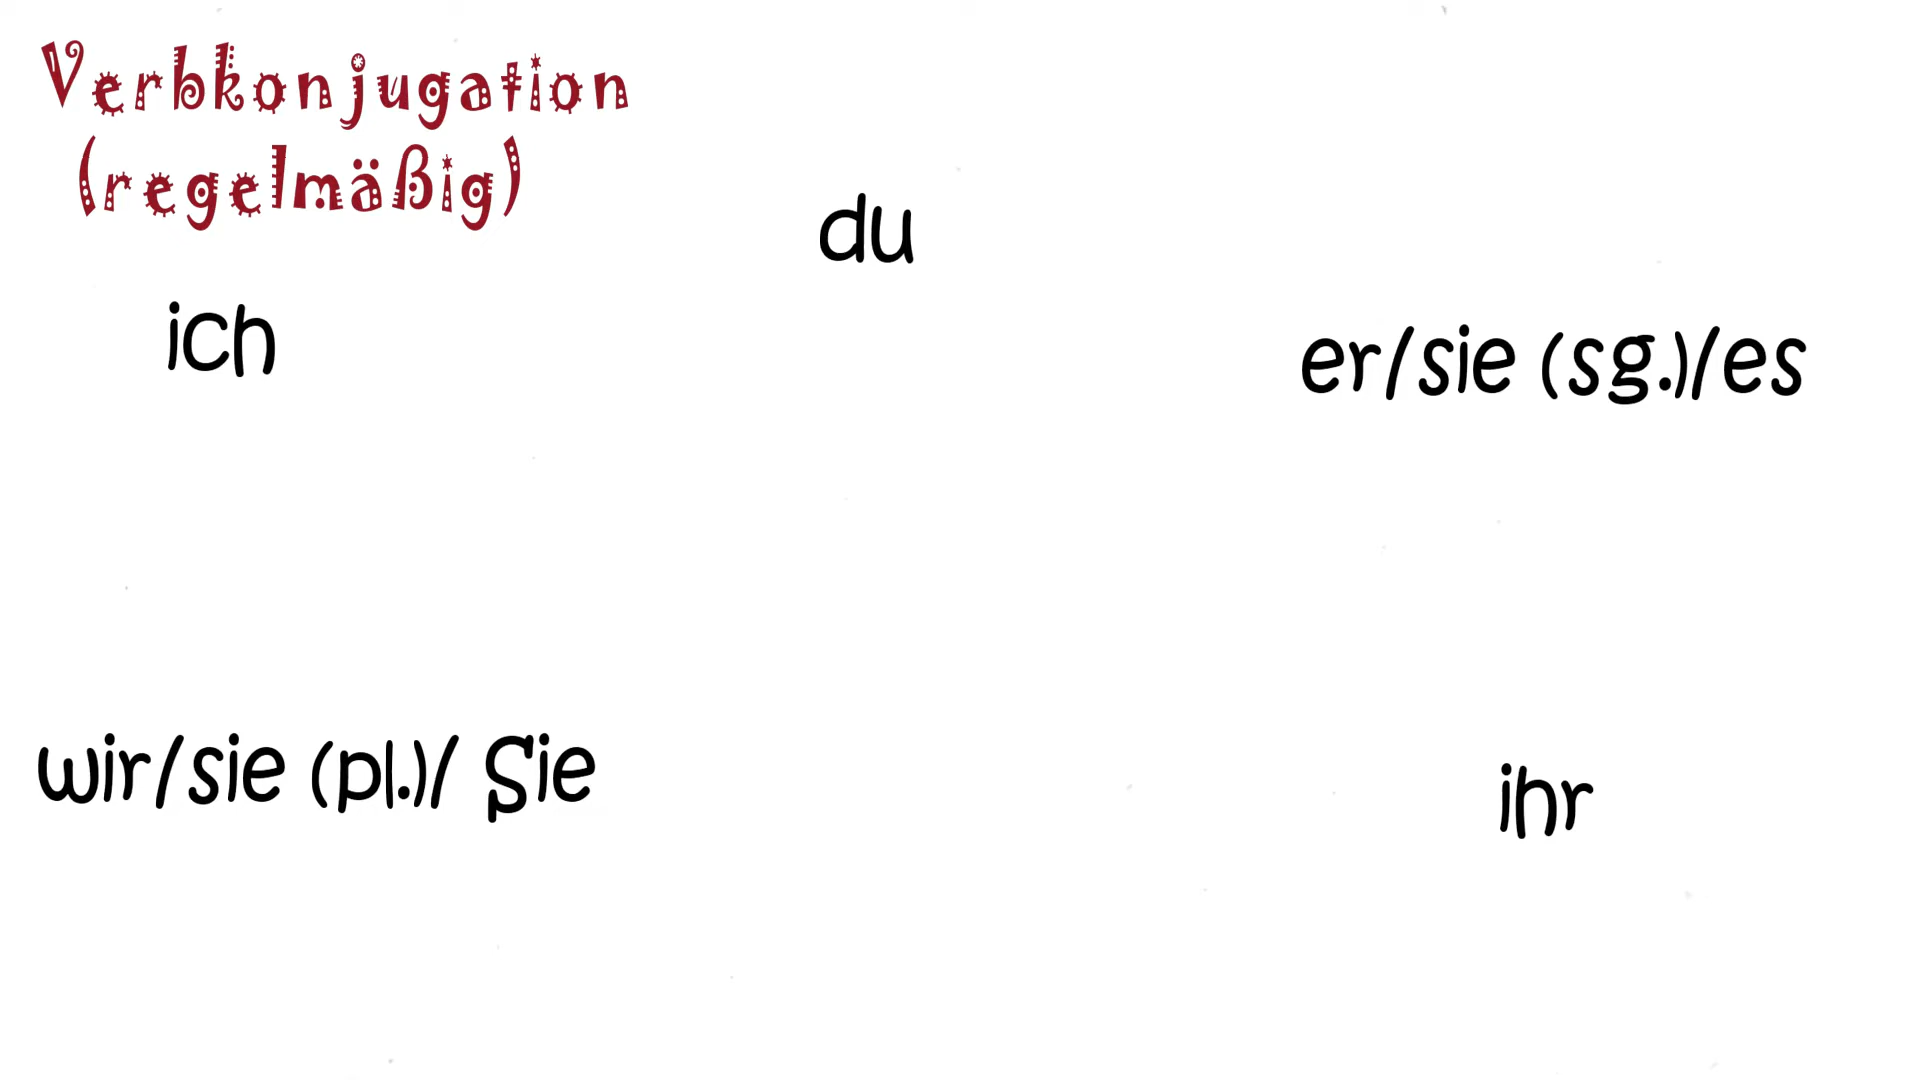 Verbkonjugation
(regelmäßig)
du
ich
er/sie (sg.)/es
wir/sie (pl.)/ Sie
ihr